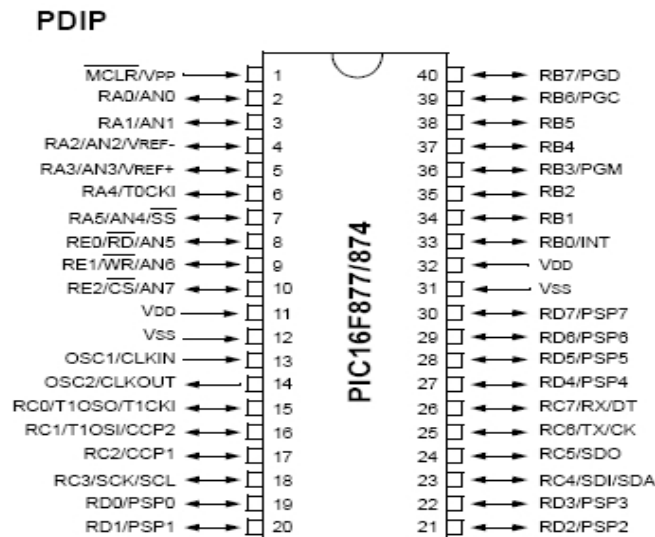 PDIP
MCLR/VPP 1 40 RB7/PGD
RA0/AN0 2 39 RB6/PGC
RA1/AN1 3 38 RB5
RA2/AN2/VREF- 4 37 RB4
RA3/AN3/VREF+ 5 36 RB3/PGM
RA4/T0CKI 6 35 RB2
RA5/AN4/SS 7 34 RB1
RE0/RD/AN5 8 33 RB0/INT
RE1/WR/AN6 9 32 VDD
RE2/CS/AN7 10 31 VSS
VDD 11 30 RD7/PSP7
VSS 12 29 RD6/PSP6
OSC1/CLKIN 13 28 RD5/PSP5
OSC2/CLKOUT 14 27 RD4/PSP4
RC0/T1OSO/T1CKI 15 26 RC7/RX/DT
RC1/T1OSI/CCP2 16 25 RC6/TX/CK
RC2/CCP1 17 24 RC5/SDO
RC3/SCK/SCL 18 23 RC4/SDI/SDA
RD0/PSP0 19 22 RD3/PSP3
RD1/PSP1 20 21 RD2/PSP2
PIC16F877/874